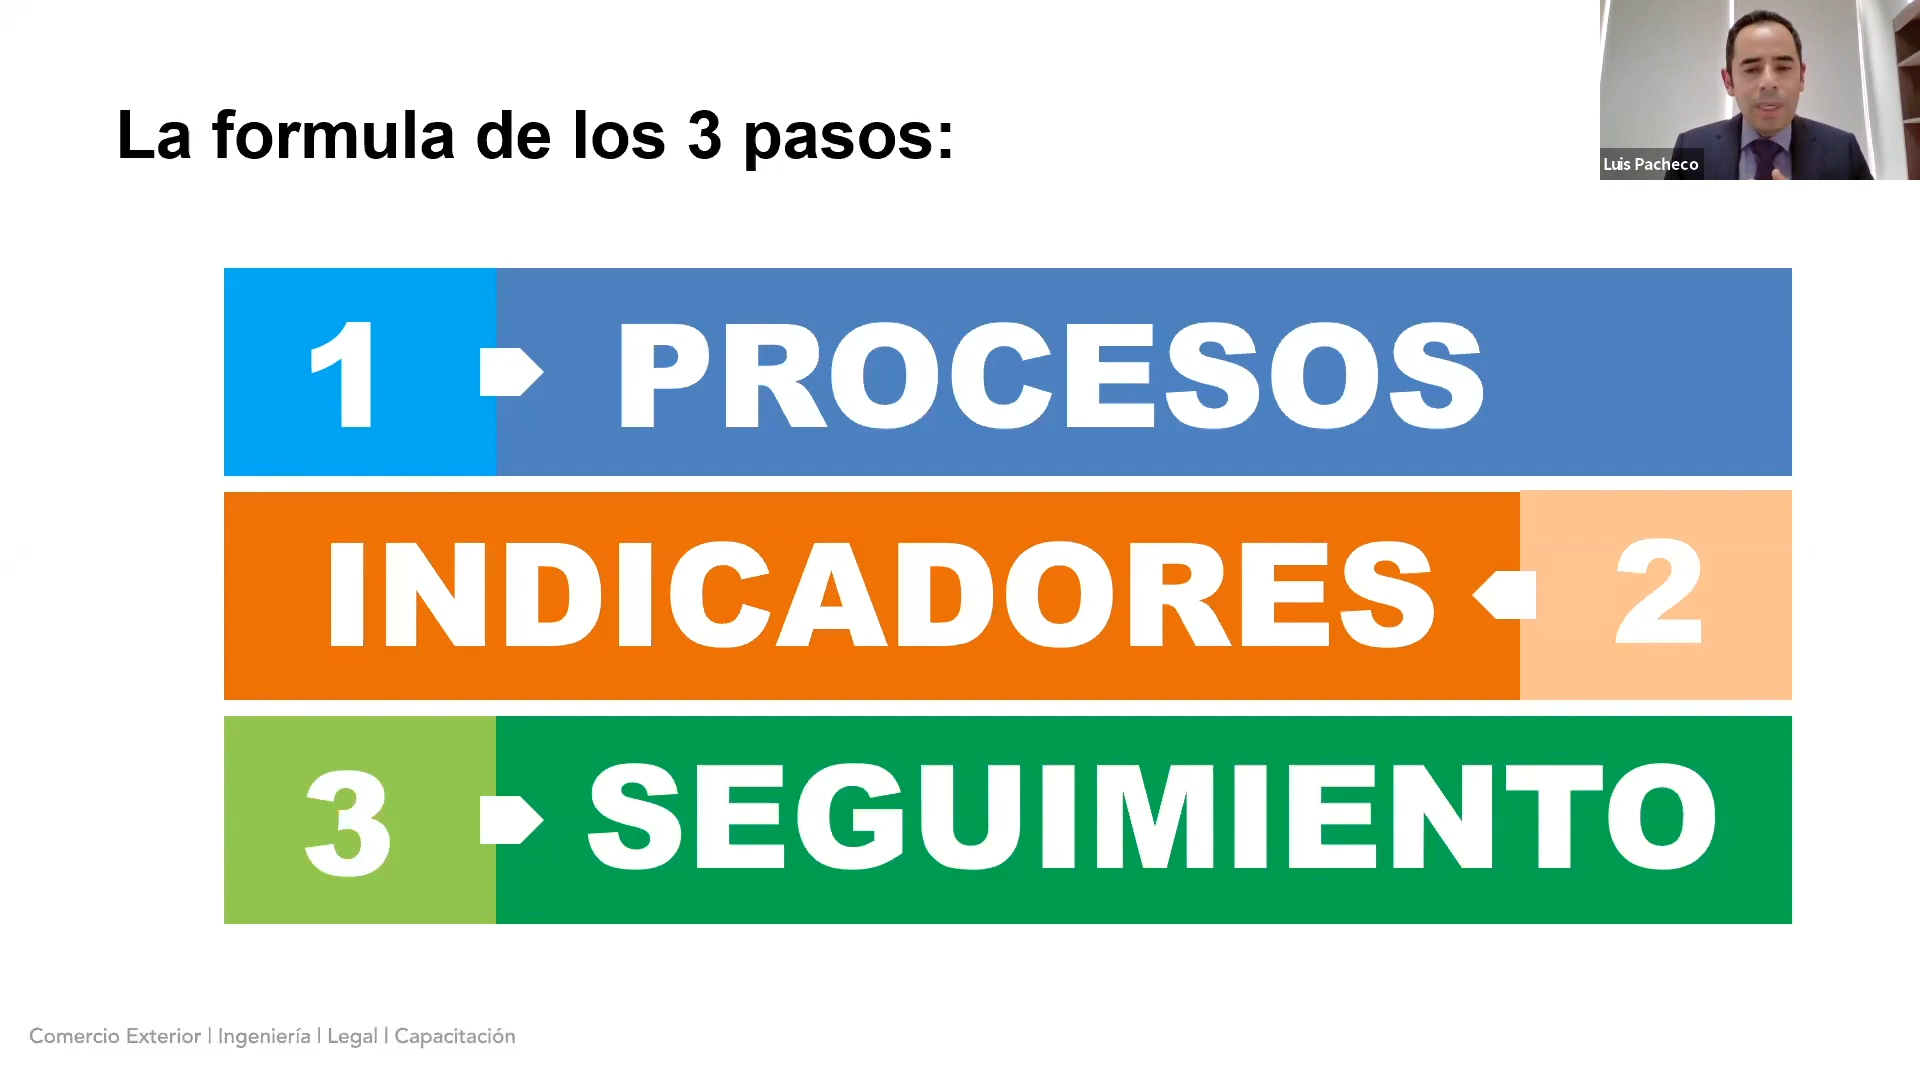 La formula de los 3 pasos:
Luis Pacheco
1 PROCESOS
INDICADORES 2
3 SEGUIMIENTO
Comercio Exterior | Ingeniería | Legal | Capacitación